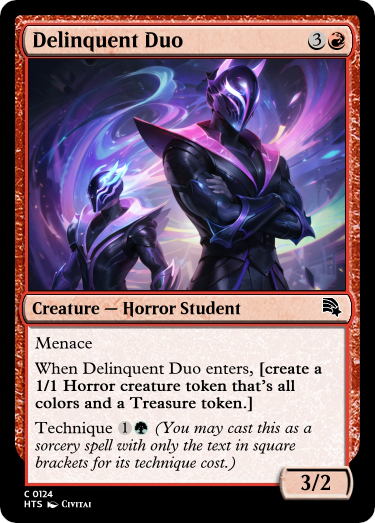 Delinquent Duo 3
Creature — Horror Student
Menace
When Delinquent Duo enters, [create a
1/1 Horror creature token that's all
colors and a Treasure token.]
Technique 1 (You may cast this as a
sorcery spell with only the text in square
brackets for its technique cost.)
3/2
C 0124
HTS Civitai